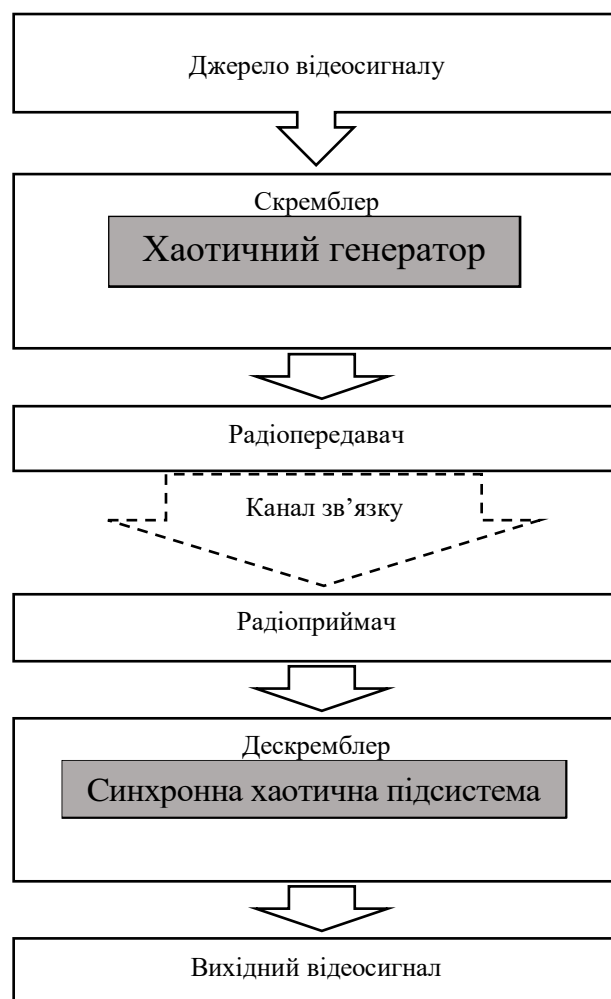 Джерело відеосигналу
Скремблер
Хаотичний генератор
Радіопередавач
Канал зв’язку
Радіоприймач
Дескремблер
Синхронна хаотична підсистема
Вихідний відеосигнал